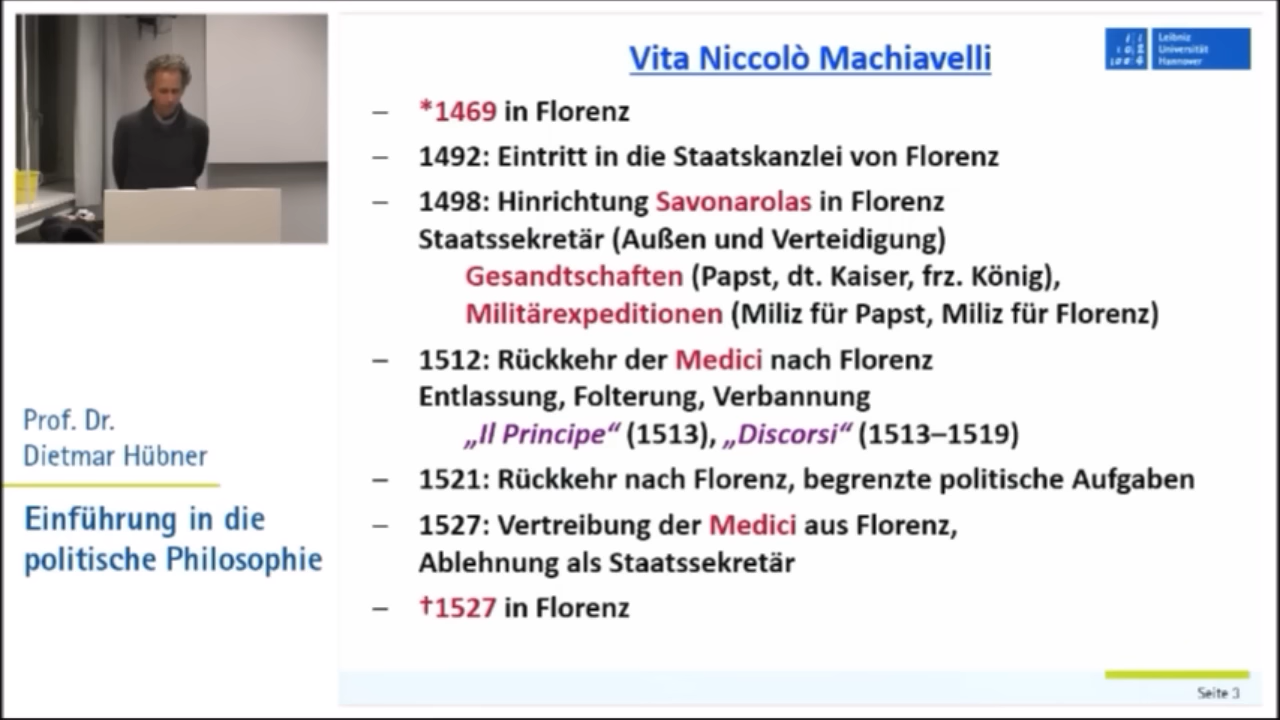 Vita Niccolò Machiavelli
Leibniz
Universität
Hannover
– *1469 in Florenz
– 1492: Eintritt in die Staatskanzlei von Florenz
– 1498: Hinrichtung Savonarolas in Florenz
Staatssekretär (Außen und Verteidigung)
Gesandtschaften (Papst, dt. Kaiser, frz. König),
Militärexpeditionen (Miliz für Papst, Miliz für Florenz)
– 1512: Rückkehr der Medici nach Florenz
Entlassung, Folterung, Verbannung
„Il Principe“ (1513), „Discorsi“ (1513–1519)
– 1521: Rückkehr nach Florenz, begrenzte politische Aufgaben
– 1527: Vertreibung der Medici aus Florenz,
Ablehnung als Staatssekretär
– †1527 in Florenz
Prof. Dr.
Dietmar Hübner
Einführung in die
politische Philosophie
Seite 3